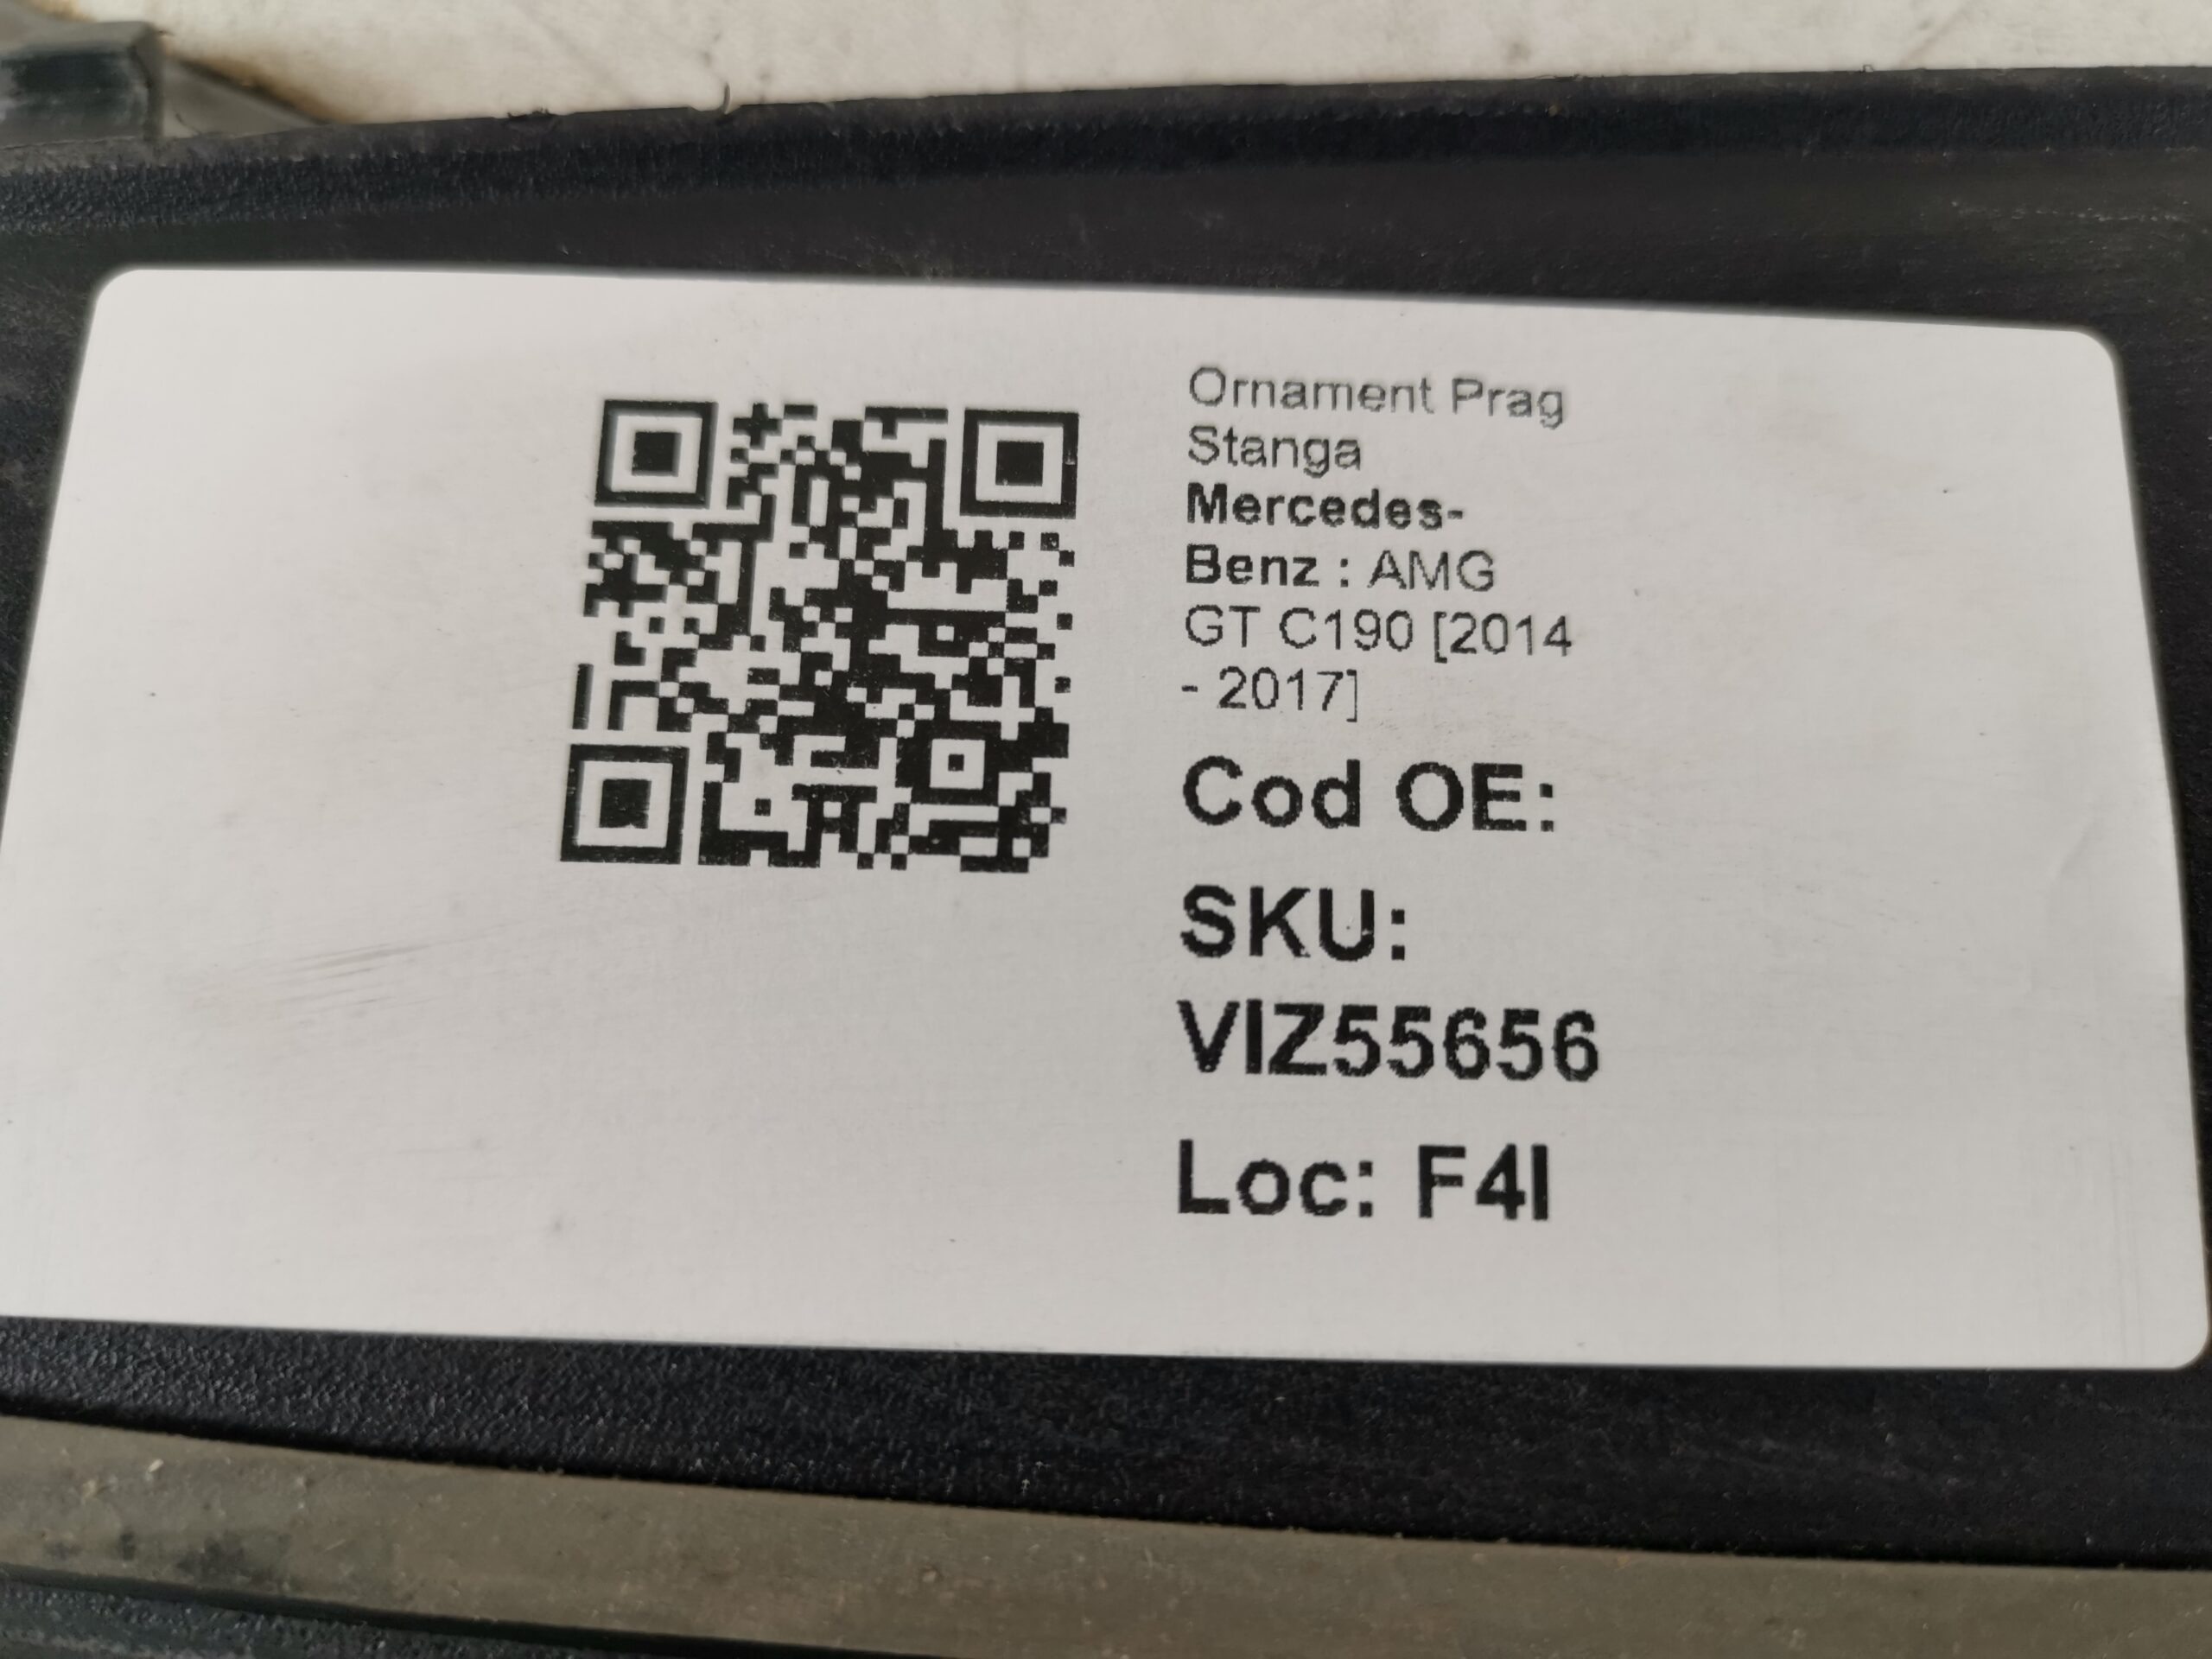 Ornament Prag
Stanga
Mercedes-
Benz : AMG
GT C190 [2014
- 2017]
Cod OE:
SKU:
VIZ55656
Loc: F4I